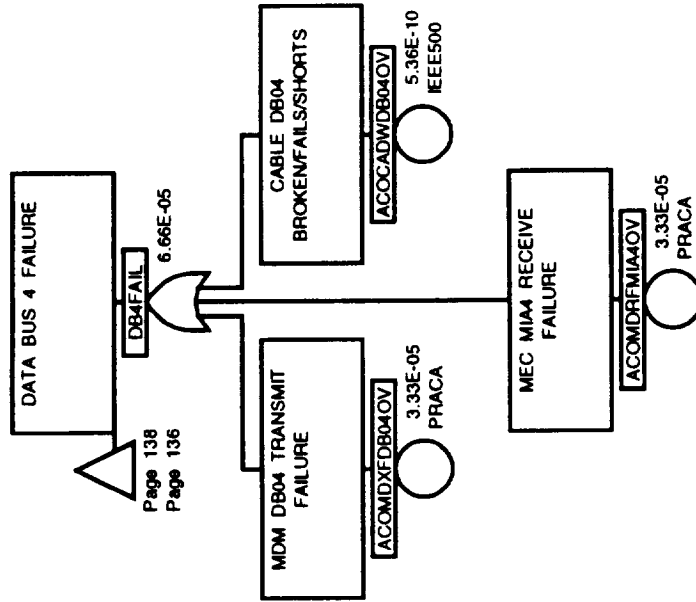 DATA BUS 4 FAILURE
DB4FAIL
6.66E-05
Page 138
Page 136
MDM DB04 TRANSMIT
FAILURE
ACOMDXFDB04OV
3.33E-05
PRACA
CABLE DB04
BROKEN/FAILS/SHORTS
ACOCADWDB04OV
5.36E-10
IEEE500
MEC MIA4 RECEIVE
FAILURE
ACOMDRFMIA4OV
3.33E-05
PRACA